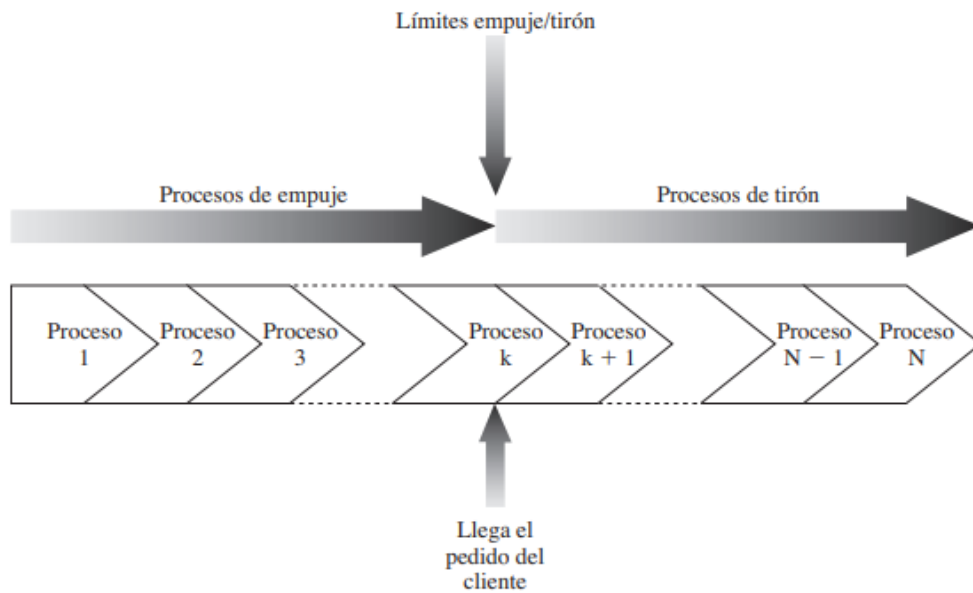 Límites empuje/tirón
Procesos de empuje
Procesos de tirón
Proceso
1
Proceso
2
Proceso
3
Proceso
k
Proceso
k + 1
Proceso
N − 1
Proceso
N
Llega el
pedido del
cliente